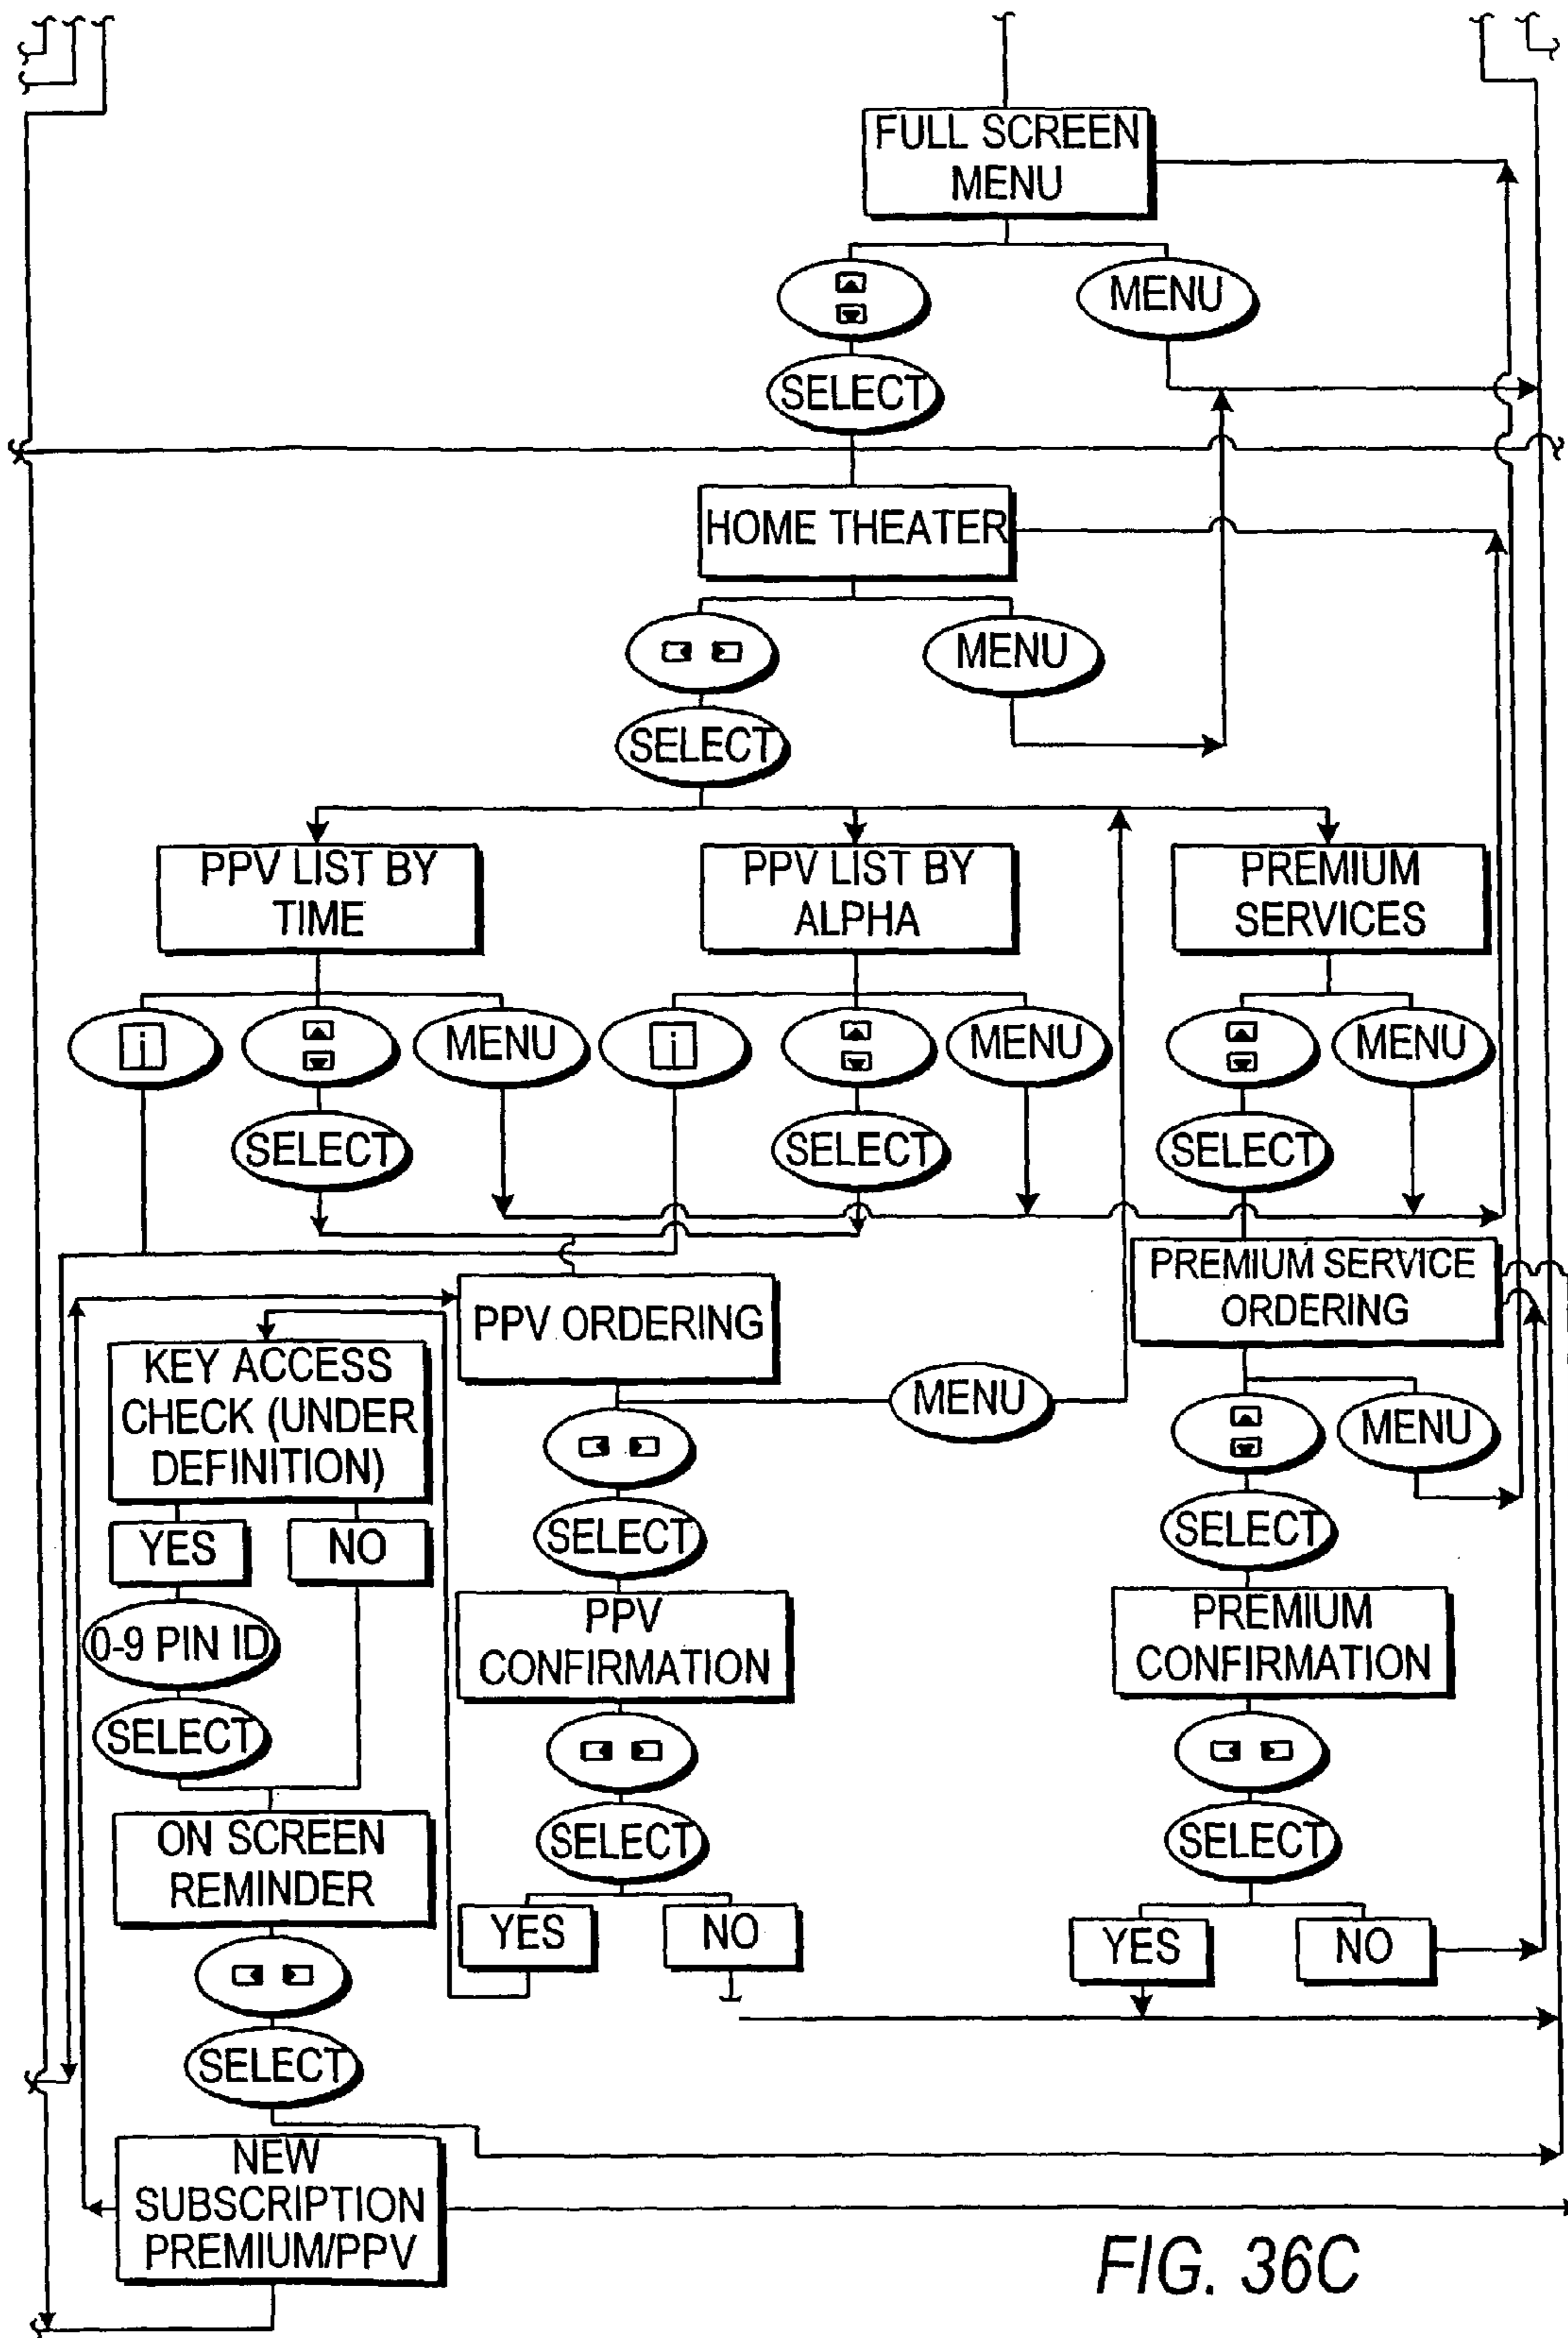 FULL SCREEN
MENU
MENU
SELECT
HOME THEATER
MENU
SELECT
PPV LIST BY
TIME
PPV LIST BY
ALPHA
PREMIUM
SERVICES
i
MENU
i
MENU
MENU
SELECT
SELECT
SELECT
PREMIUM SERVICE
ORDERING
PPV ORDERING
KEY ACCESS
CHECK (UNDER
DEFINITION)
MENU
MENU
YES
NO
SELECT
SELECT
0-9 PIN ID
PPV
CONFIRMATION
PREMIUM
CONFIRMATION
SELECT
ON SCREEN
REMINDER
SELECT
SELECT
YES
NO
YES
NO
SELECT
NEW
SUBSCRIPTION
PREMIUM/PPV
FIG. 36C